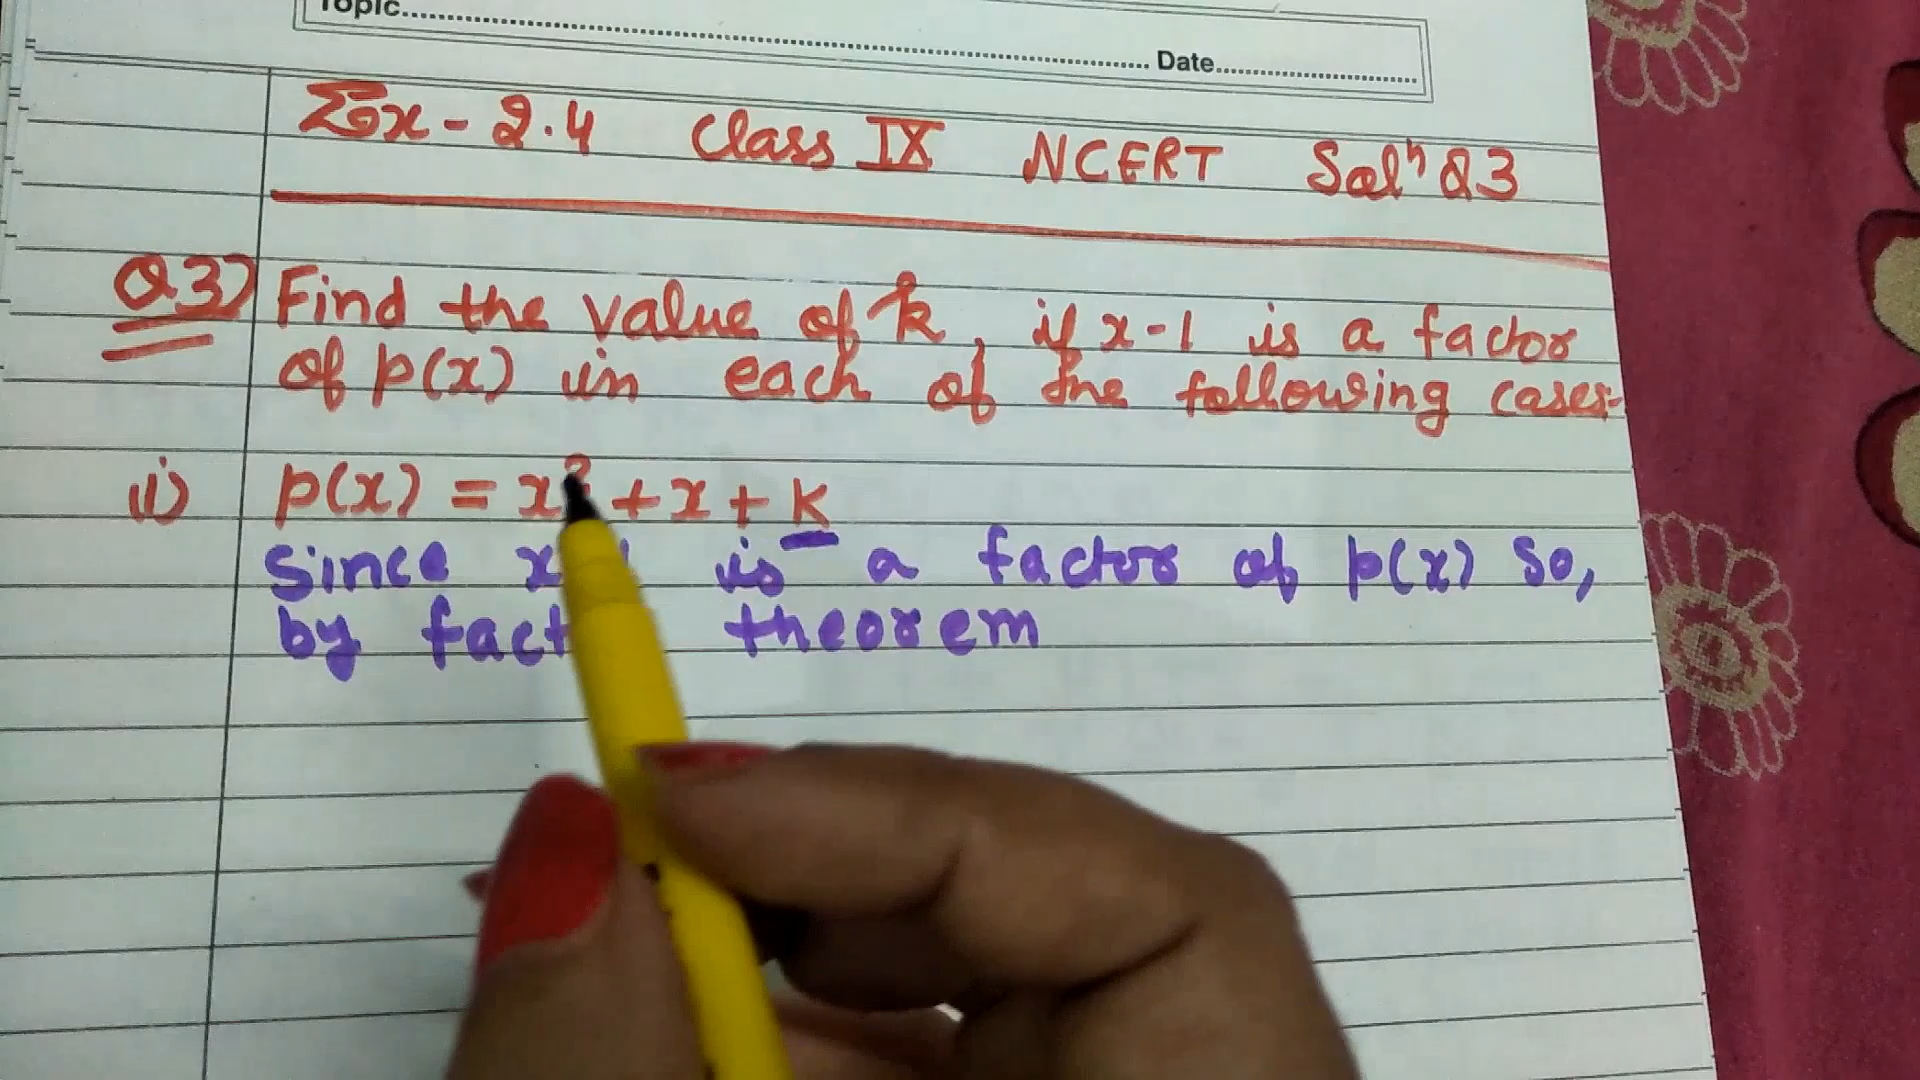 Topic.......... Date..........
Ex - 2.4 Class IX NCERT Solⁿ Q3
Q3) Find the value of k, if x-1 is a factor
of p(x) in each of the following cases:-
(i) p(x) = x² + x + k
Since x is a factor of p(x) so,
by theorem